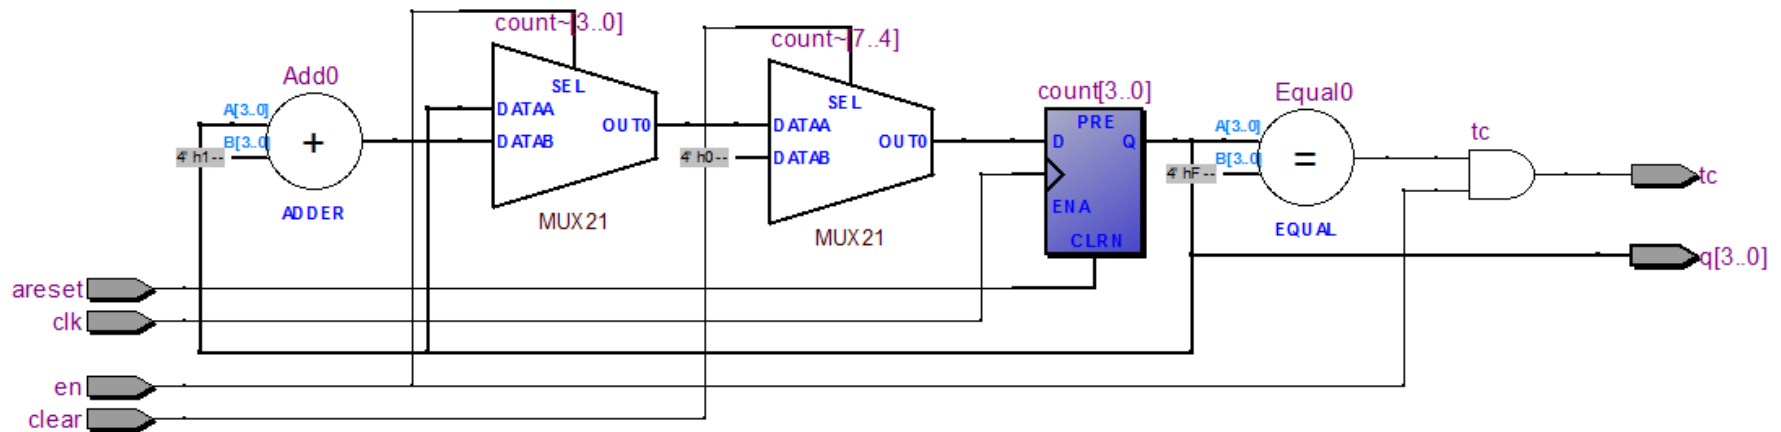 Add0
A[3..0]
B[3..0]
4' h1--
+
ADDER
count~[3..0]
SEL
DATAA
DATAB
OUT0
MUX21
count~[7..4]
SEL
DATAA
DATAB
4' h0--
OUT0
MUX21
count[3..0]
PRE
D
Q
ENA
CLRN
Equal0
A[3..0]
B[3..0]
4' hF--
=
EQUAL
tc
tc
q[3..0]
areset
clk
en
clear